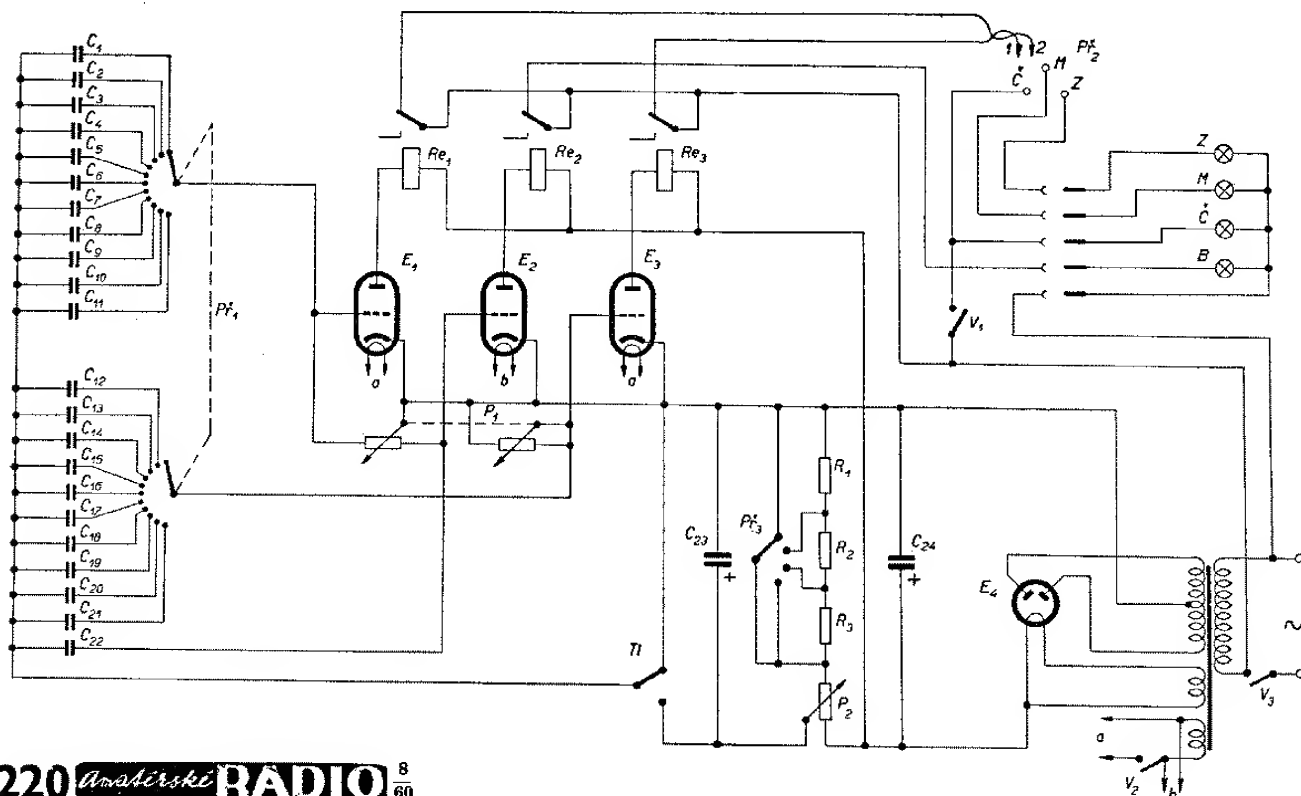 C1
C2
C3
C4
C5
C6
C7
C8
C9
C10
C11
Př1
C12
C13
C14
C15
C16
C17
C18
C19
C20
C21
C22
Re1
Re2
Re3
E1
E2
E3
a
b
a
P1
1 2 Př2
Č
M
Z
Z
M
Č
B
V1
C23
Př3
R1
R2
R3
P2
C24
Tl
E4
~
V3
a
V2
b
220 Amatérské RADIO 8/60